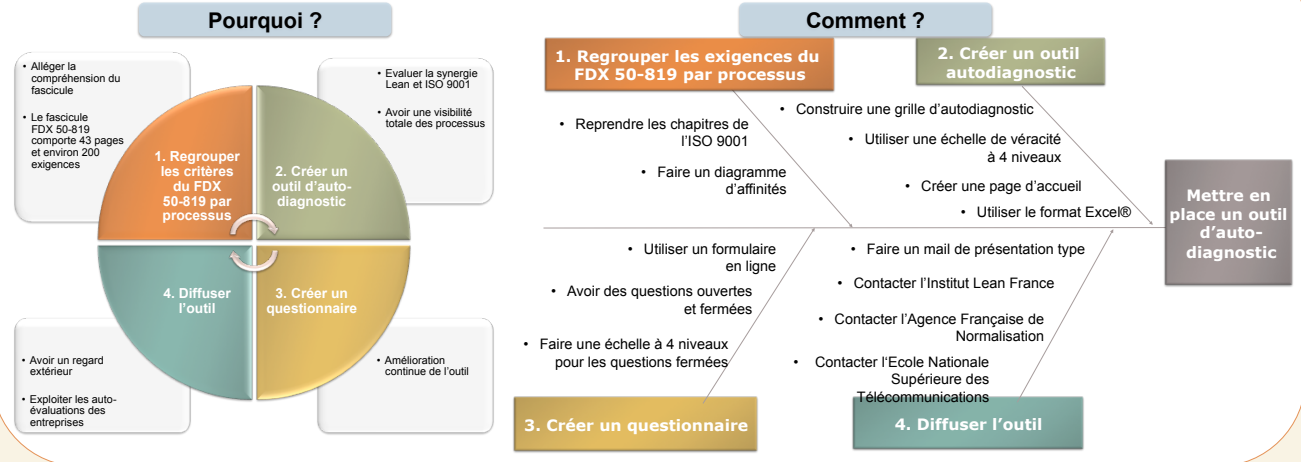 Pourquoi ?
• Alléger la
compréhension du
fascicule
• Le fascicule
FDX 50-819
comporte 43 pages
et environ 200
exigences
• Evaluer la synergie
Lean et ISO 9001
• Avoir une visibilité
totale des processus
1. Regrouper
les critères
du FDX
50-819 par
processus
2. Créer un
outil d'auto-
diagnostic
4. Diffuser
l'outil
3. Créer un
questionnaire
• Avoir un regard
extérieur
• Exploiter les auto-
évaluations des
entreprises
• Amélioration
continue de l'outil
Comment ?
1. Regrouper les exigences du
FDX 50-819 par processus
2. Créer un outil
autodiagnostic
• Reprendre les chapitres de
l'ISO 9001
• Faire un diagramme
d'affinités
• Construire une grille d'autodiagnostic
• Utiliser une échelle de véracité
à 4 niveaux
• Créer une page d'accueil
• Utiliser le format Excel®
Mettre en
place un outil
d'auto-
diagnostic
• Utiliser un formulaire
en ligne
• Avoir des questions ouvertes
et fermées
• Faire une échelle à 4 niveaux
pour les questions fermées
• Faire un mail de présentation type
• Contacter l'Institut Lean France
• Contacter l'Agence Française de
Normalisation
• Contacter l'Ecole Nationale
Supérieure des
Télécommunications
3. Créer un questionnaire
4. Diffuser l'outil